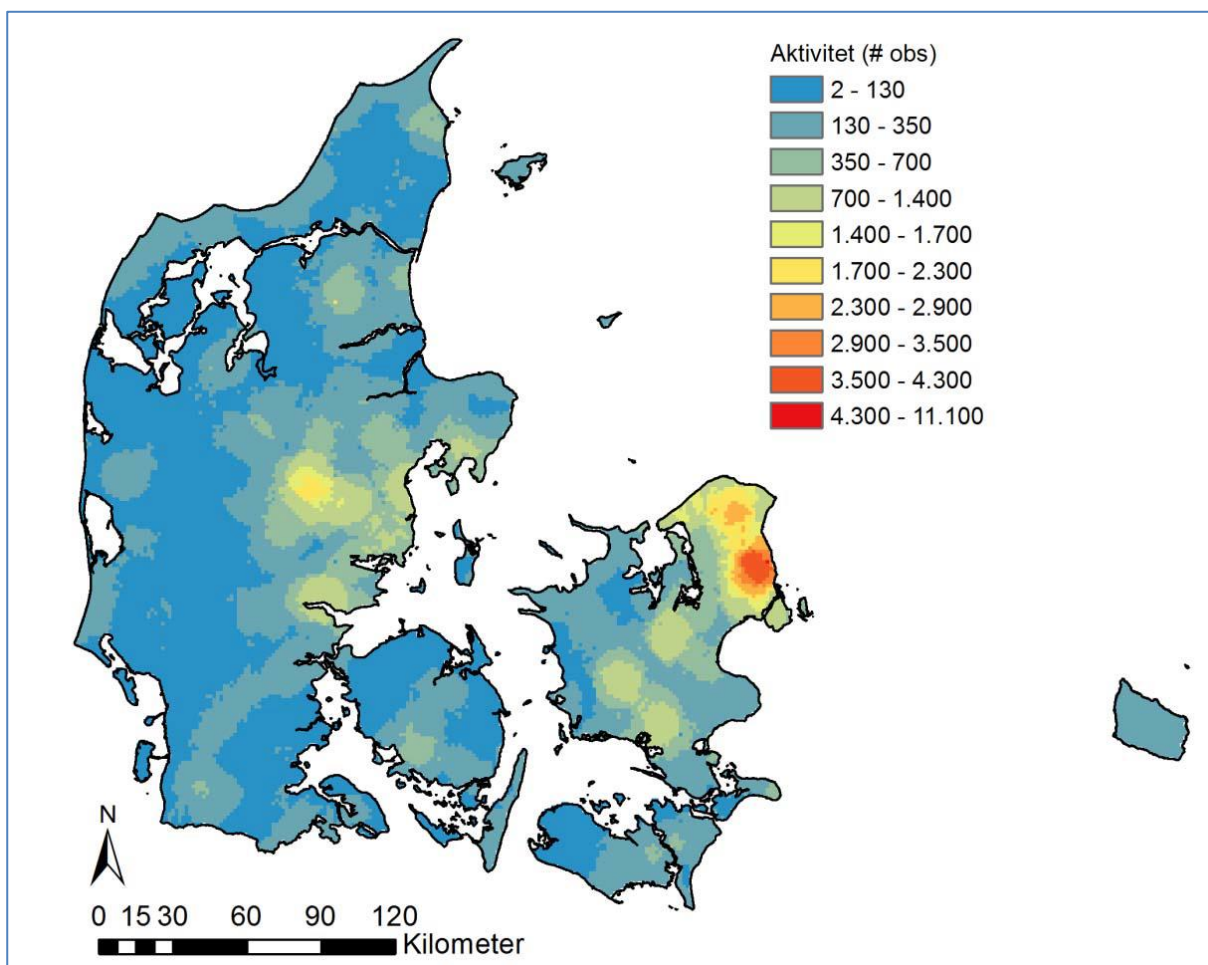 Aktivitet (# obs)
2 - 130
130 - 350
350 - 700
700 - 1.400
1.400 - 1.700
1.700 - 2.300
2.300 - 2.900
2.900 - 3.500
3.500 - 4.300
4.300 - 11.100
N
0 15 30 60 90 120
Kilometer